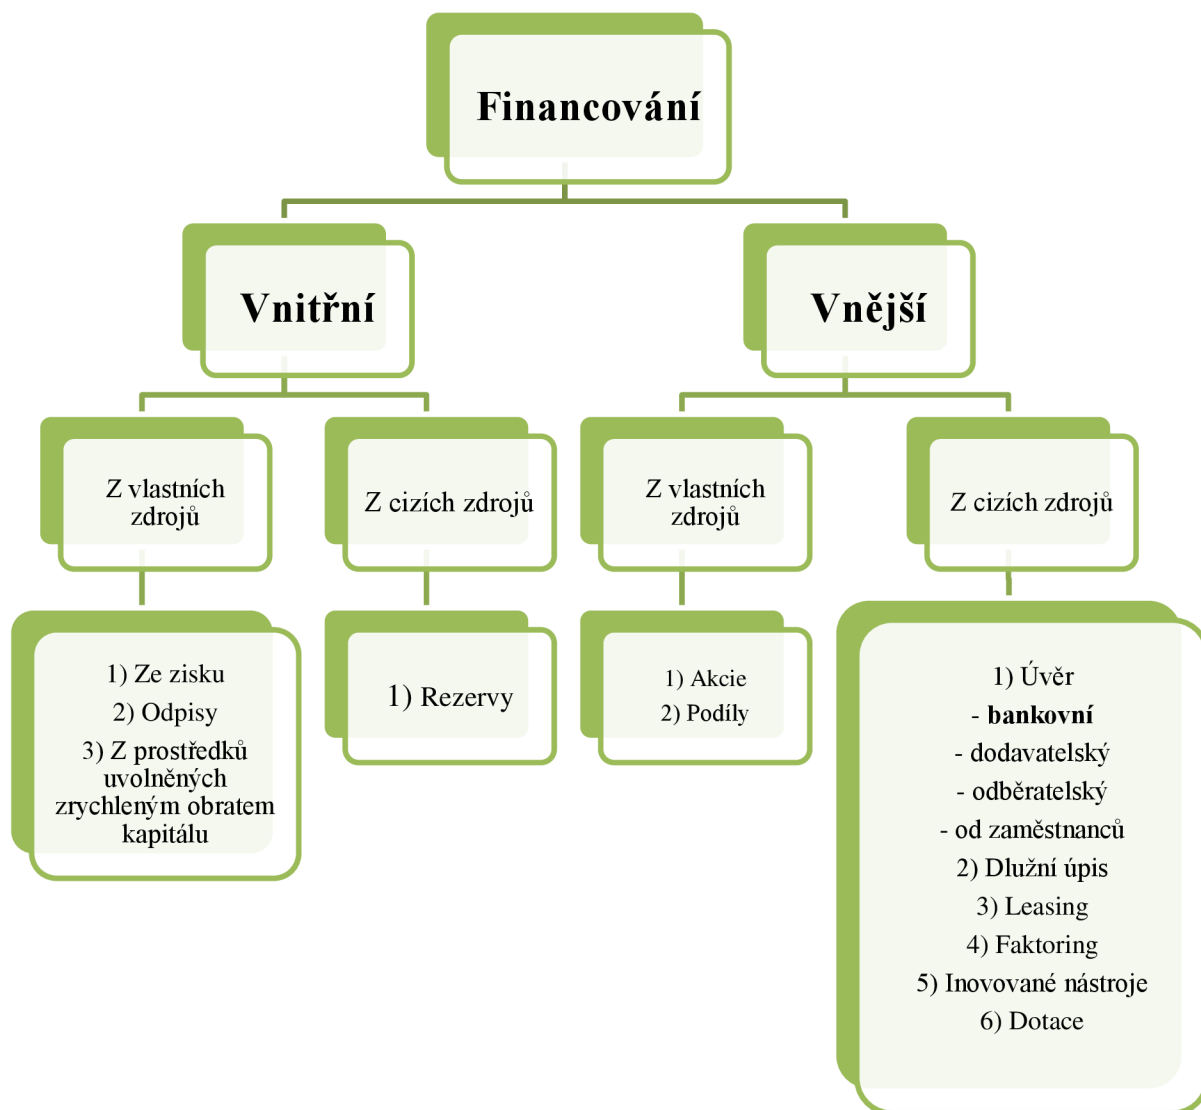 Financování
Vnitřní
Vnější
Z vlastních
zdrojů
Z cizích zdrojů
Z vlastních
zdrojů
Z cizích zdrojů
1) Ze zisku
2) Odpisy
3) Z prostředků
uvolněných
zrychleným obratem
kapitálu
1) Rezervy
1) Akcie
2) Podíly
1) Úvěr
- bankovní
- dodavatelský
- odběratelský
- od zaměstnanců
2) Dlužní úpis
3) Leasing
4) Faktoring
5) Inovované nástroje
6) Dotace